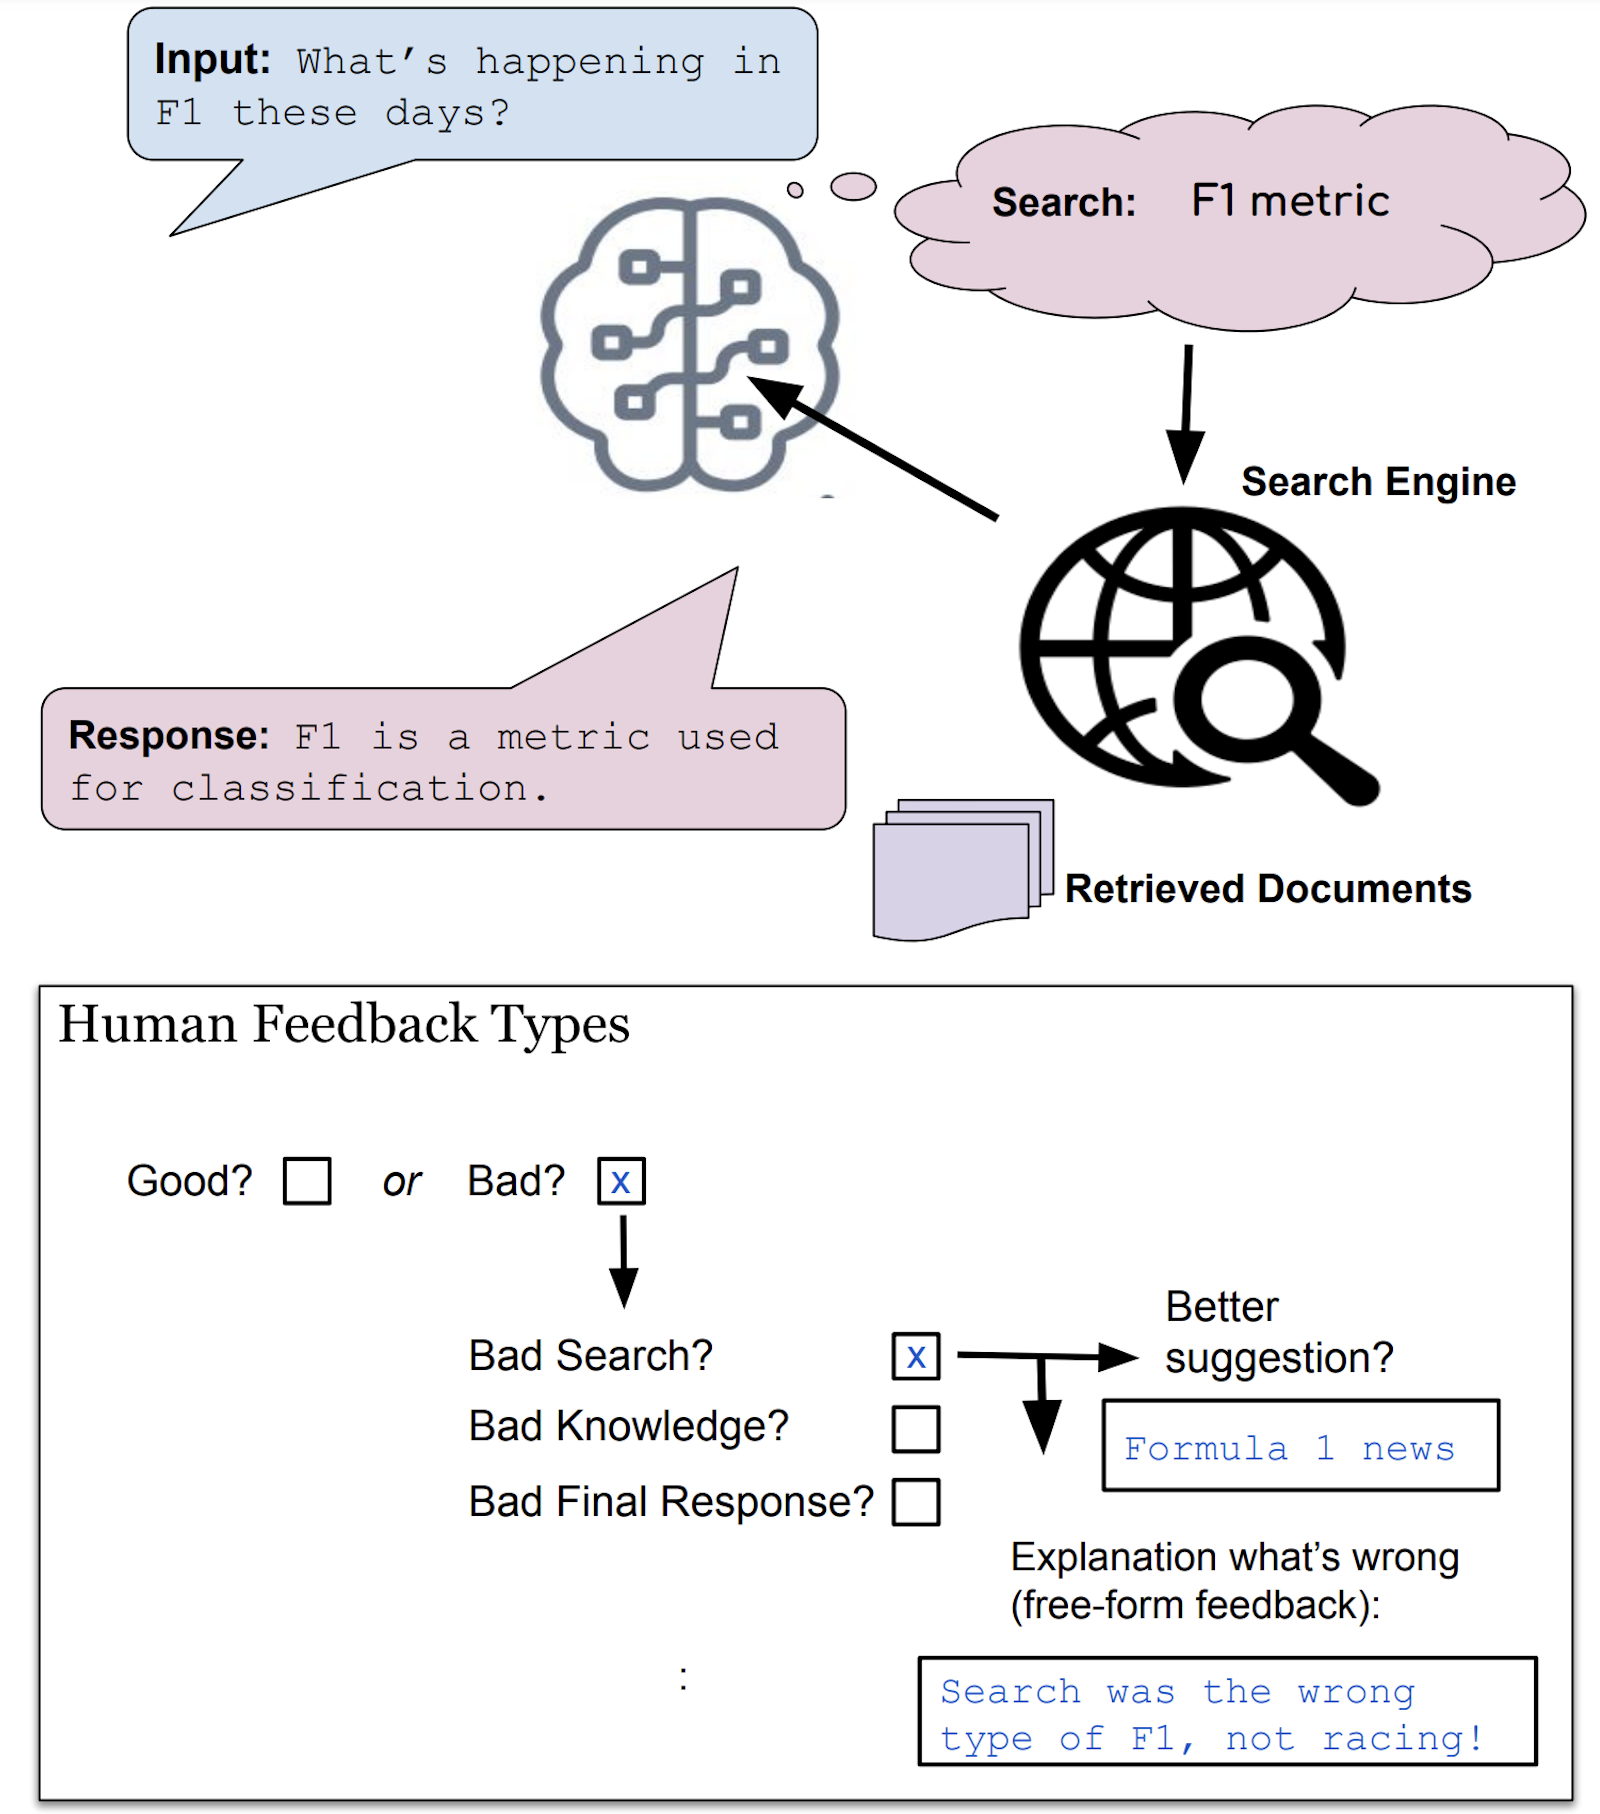 Input: What's happening in
F1 these days?
Search: F1 metric
Search Engine
Response: F1 is a metric used
for classification.
Retrieved Documents
Human Feedback Types
Good? or Bad? x
Bad Search? x
Better
suggestion?
Bad Knowledge?
Formula 1 news
Bad Final Response?
Explanation what's wrong
(free-form feedback):
:
Search was the wrong
type of F1, not racing!